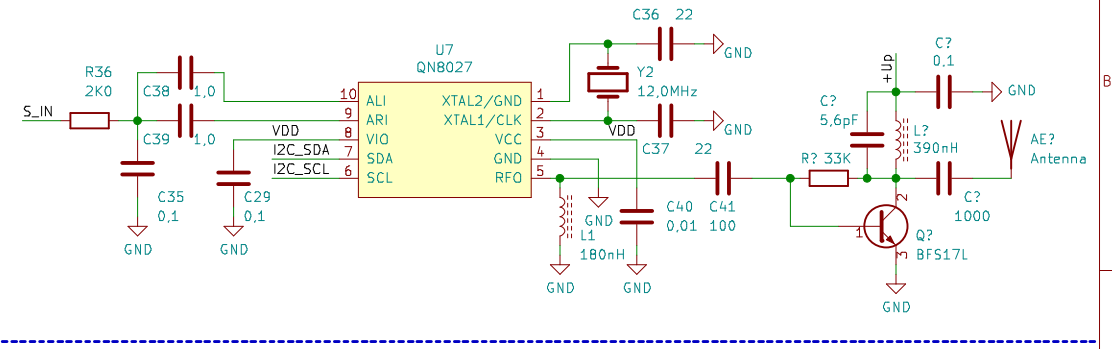 C36 22
GND
U7
QN8027
R36
2K0
C38 1,0
S_IN
C39 1,0
C35
0,1
GND
VDD
I2C_SDA
I2C_SCL
C29
0,1
GND
10 ALI
9 ARI
8 VIO
7 SDA
6 SCL
XTAL2/GND 1
XTAL1/CLK 2
VCC 3
GND 4
RFO 5
Y2
12,0MHz
GND
C37 22
VDD
GND
L1
180nH
GND
C40
0,01
GND
C41
100
R? 33K
C?
5,6pF
+Up
C?
0,1
GND
L?
390nH
C?
1000
AE?
Antenna
1
2
3
Q?
BFS17L
GND
B